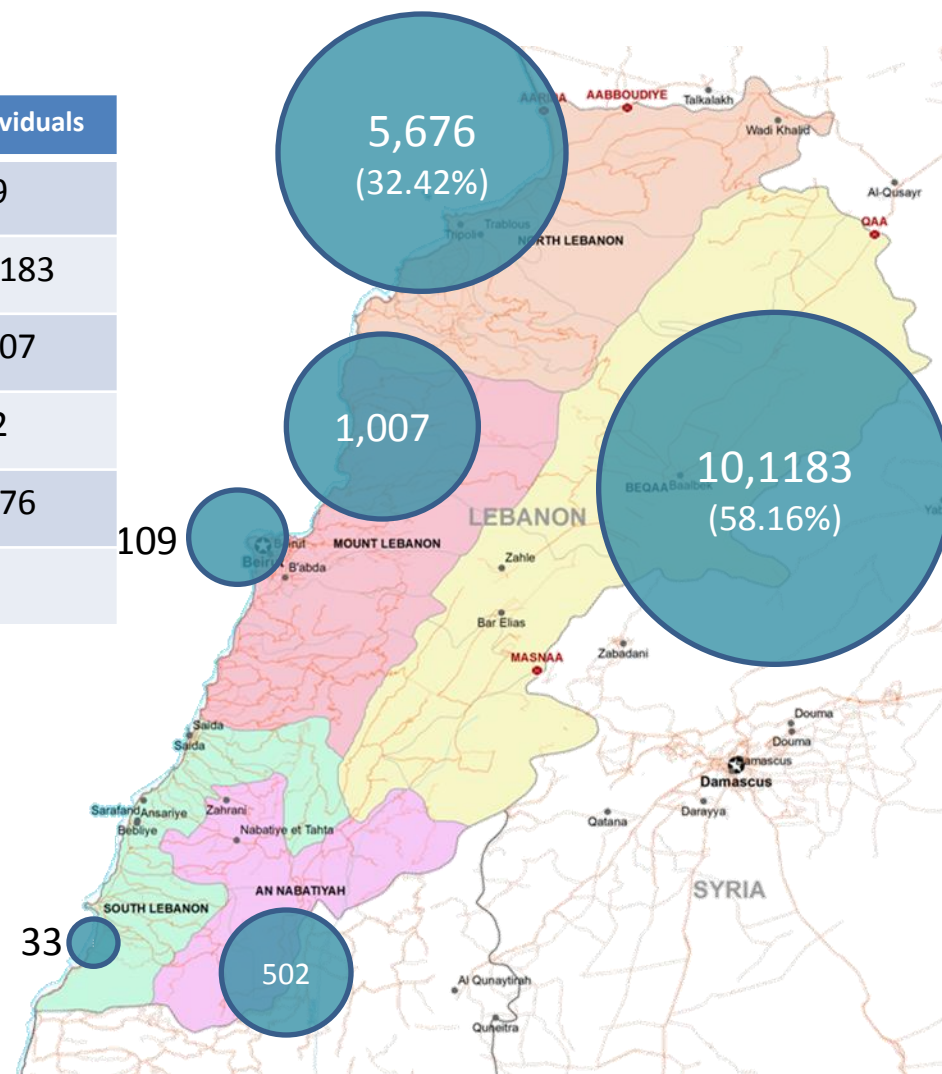 viduals
9
183
07
2
76
5,676
(32.42%)
1,007
10,1183
(58.16%)
109
33
502
AABBOUDIYE
Talkalakh
Wadi Khalid
Al-Qusayr
QAA
Trablous
Tripoli
NORTH LEBANON
BEQAA
Baalbek
LEBANON
MOUNT LEBANON
Beirut
Beirut
B'abda
Zahle
Bar Elias
MASNAA
Zabadani
Saida
Saida
Douma
Douma
Damascus
Damascus
Sarafand
Ansariye
Zahrani
Bebliye
Nabatiye et Tahta
Qatana
Darayya
AN NABATIYAH
SOUTH LEBANON
SYRIA
Al Qunaytirah
Quneitra